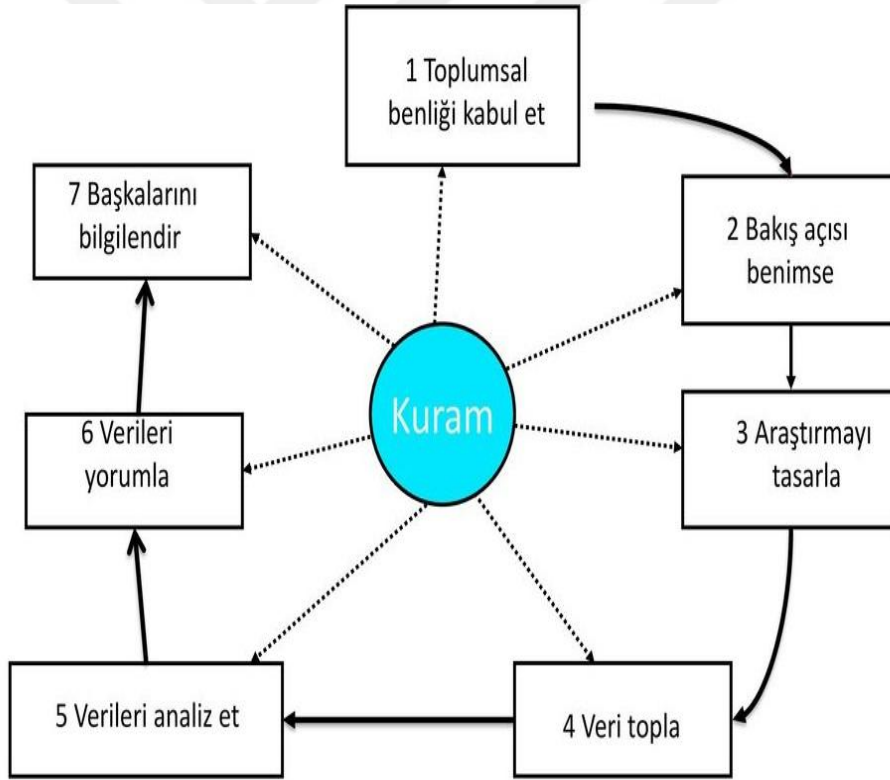 1 Toplumsal
benliği kabul et
2 Bakış açısı
benimse
3 Araştırmayı
tasarla
4 Veri topla
5 Verileri analiz et
6 Verileri
yorumla
7 Başkalarını
bilgilendir
Kuram